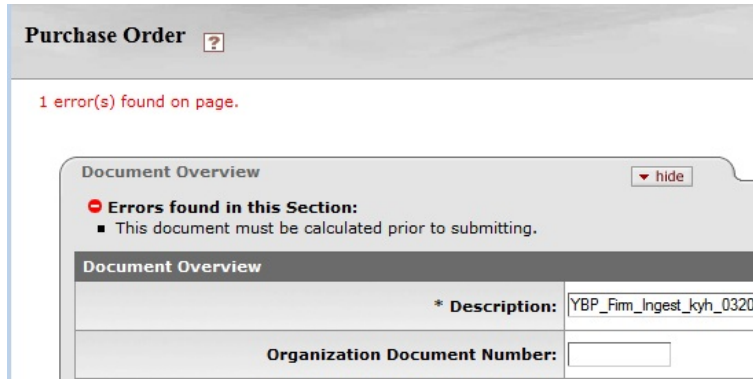 Purchase Order ?
1 error(s) found on page.
Document Overview ▼ hide
Errors found in this Section:
▪ This document must be calculated prior to submitting.
Document Overview
* Description: YBP_Firm_Ingest_kyh_0320
Organization Document Number: